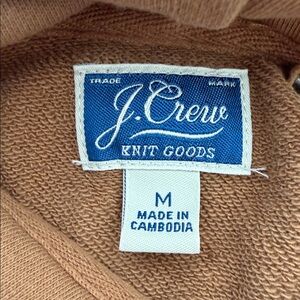 TRADE MARK
J.Crew
KNIT GOODS
M
MADE IN
CAMBODIA